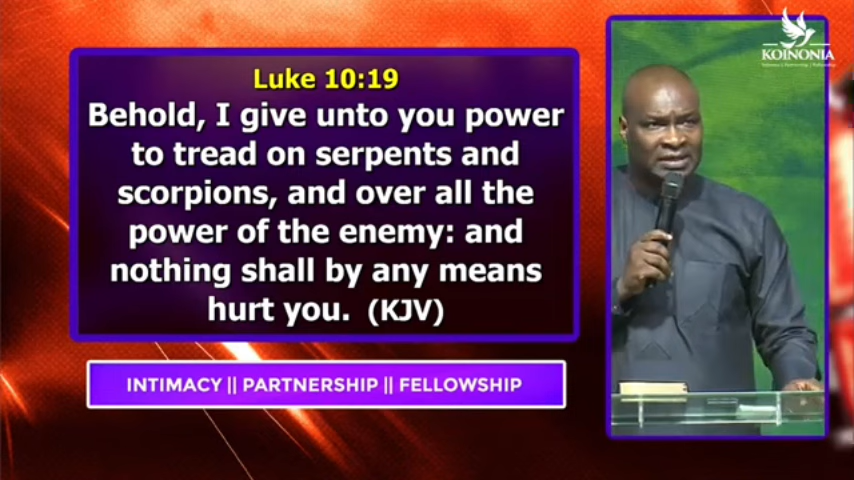 Luke 10:19
Behold, I give unto you power
to tread on serpents and
scorpions, and over all the
power of the enemy: and
nothing shall by any means
hurt you. (KJV)
INTIMACY || PARTNERSHIP || FELLOWSHIP
KOINONIA